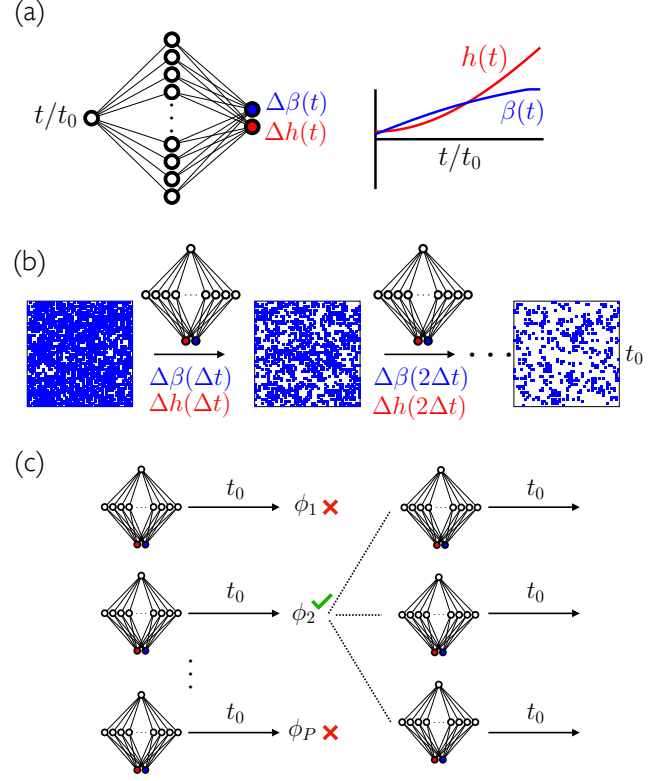 (a)
t/t₀
Δβ(t)
Δh(t)
h(t)
β(t)
t/t₀
(b)
Δβ(Δt)
Δh(Δt)
Δβ(2Δt)
Δh(2Δt)
t₀
(c)
t₀
ϕ₁
t₀
t₀
ϕ₂
t₀
t₀
ϕ_P
t₀